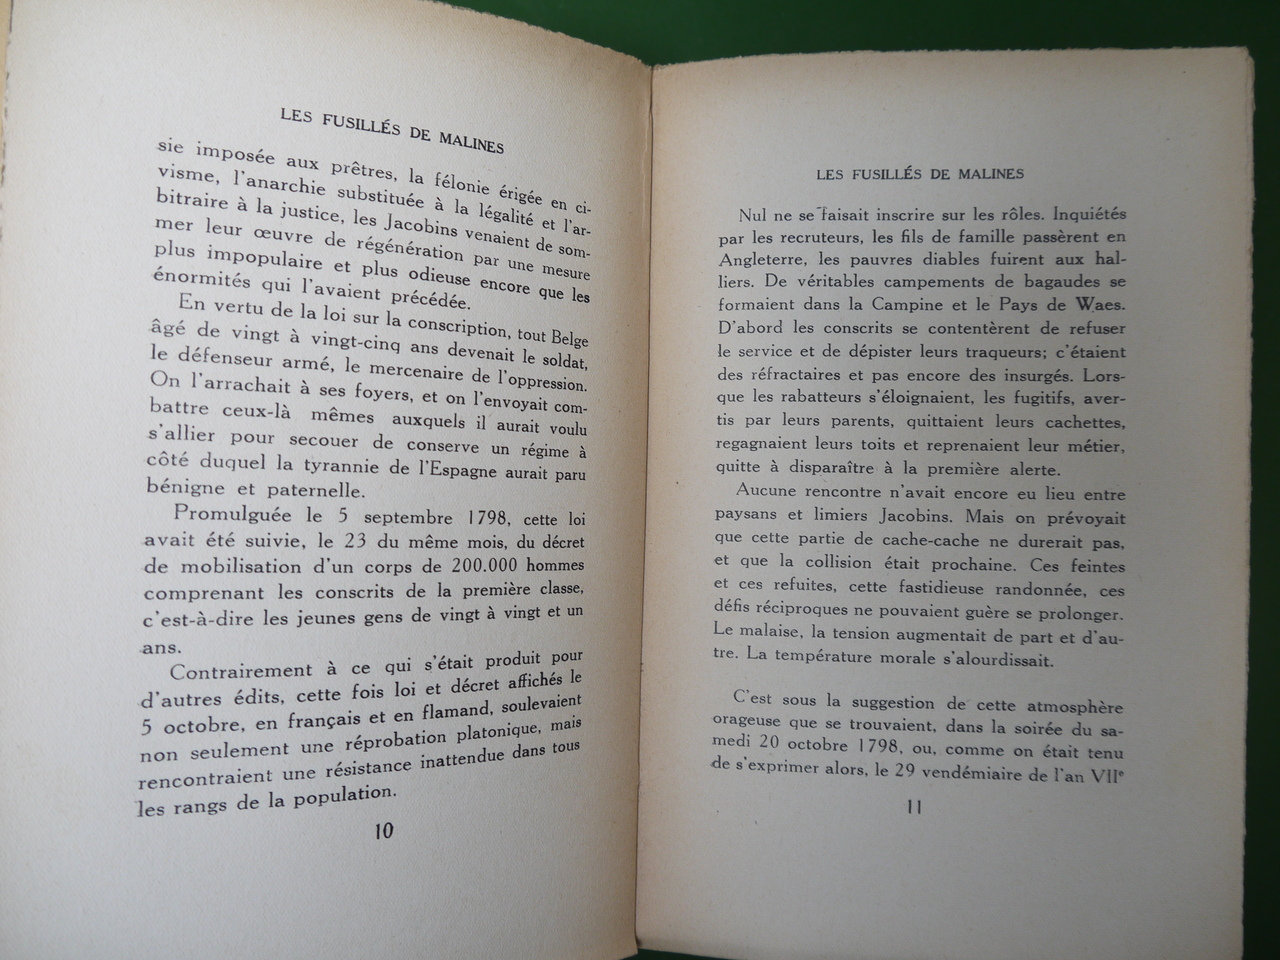 LES FUSILLÉS DE MALINES
sie imposée aux prêtres, la félonie érigée en ci-
visme, l'anarchie substituée à la légalité et l'ar-
bitraire à la justice, les Jacobins venaient de som-
mer leur œuvre de régénération par une mesure
plus impopulaire et plus odieuse encore que les
énormités qui l'avaient précédée.
En vertu de la loi sur la conscription, tout Belge
âgé de vingt à vingt-cinq ans devenait le soldat,
le défenseur armé, le mercenaire de l'oppression.
On l'arrachait à ses foyers, et on l'envoyait com-
battre ceux-là mêmes auxquels il aurait voulu
s'allier pour secouer de conserve un régime à
côté duquel la tyrannie de l'Espagne aurait paru
bénigne et paternelle.
Promulguée le 5 septembre 1798, cette loi
avait été suivie, le 23 du même mois, du décret
de mobilisation d'un corps de 200.000 hommes
comprenant les conscrits de la première classe,
c'est-à-dire les jeunes gens de vingt à vingt et un
ans.
Contrairement à ce qui s'était produit pour
d'autres édits, cette fois loi et décret affichés le
5 octobre, en français et en flamand, soulevaient
non seulement une réprobation platonique, mais
rencontraient une résistance inattendue dans tous
les rangs de la population.
10
LES FUSILLÉS DE MALINES
Nul ne se faisait inscrire sur les rôles. Inquiétés
par les recruteurs, les fils de famille passèrent en
Angleterre, les pauvres diables fuirent aux hal-
liers. De véritables campements de bagaudes se
formaient dans la Campine et le Pays de Waes.
D'abord les conscrits se contentèrent de refuser
le service et de dépister leurs traqueurs; c'étaient
des réfractaires et pas encore des insurgés. Lors-
que les rabatteurs s'éloignaient, les fugitifs, aver-
tis par leurs parents, quittaient leurs cachettes,
regagnaient leurs toits et reprenaient leur métier,
quitte à disparaître à la première alerte.
Aucune rencontre n'avait encore eu lieu entre
paysans et limiers Jacobins. Mais on prévoyait
que cette partie de cache-cache ne durerait pas,
et que la collision était prochaine. Ces feintes
et ces refuites, cette fastidieuse randonnée, ces
défis réciproques ne pouvaient guère se prolonger.
Le malaise, la tension augmentait de part et d'au-
tre. La température morale s'alourdissait.
C'est sous la suggestion de cette atmosphère
orageuse que se trouvaient, dans la soirée du sa-
medi 20 octobre 1798, ou, comme on était tenu
de s'exprimer alors, le 29 vendémiaire de l'an VIIᵉ
11